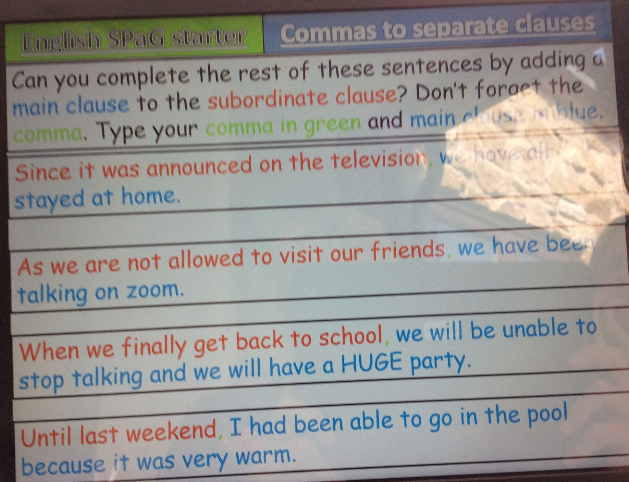 English SPaG starter
Commas to separate clauses
Can you complete the rest of these sentences by adding a
main clause to the subordinate clause? Don't forget the
comma. Type your comma in green and main clause in blue.
Since it was announced on the television, we have all
stayed at home.
As we are not allowed to visit our friends, we have been
talking on zoom.
When we finally get back to school, we will be unable to
stop talking and we will have a HUGE party.
Until last weekend, I had been able to go in the pool
because it was very warm.